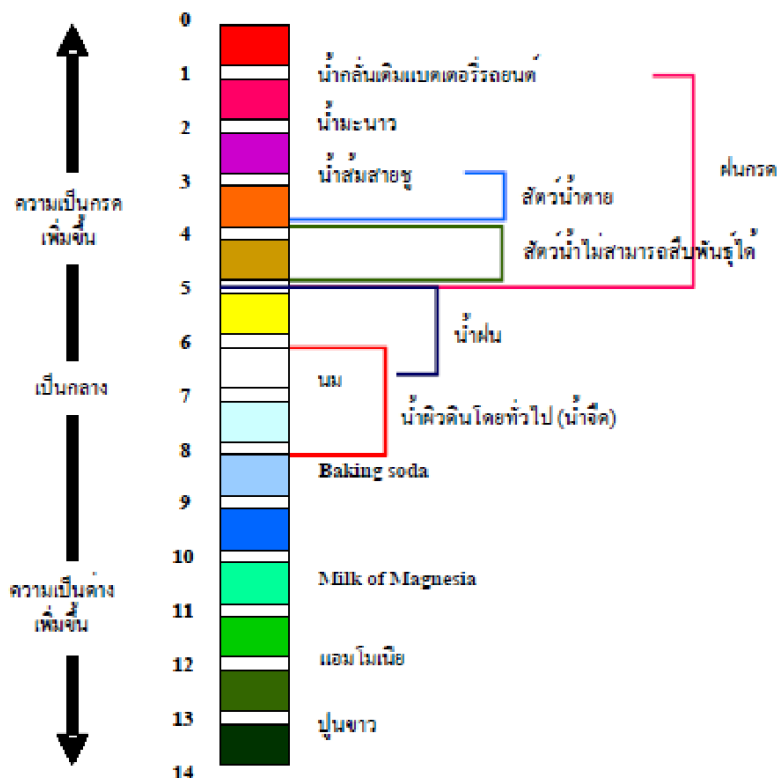 0
1
น้ำกลั่นเติมแบตเตอรี่รถยนต์
2
น้ำมะนาว
ฝนกรด
3
น้ำส้มสายชู
สัตว์น้ำตาย
ความเป็นกรด
เพิ่มขึ้น
4
สัตว์น้ำไม่สามารถสืบพันธุ์ได้
5
6
น้ำฝน
เป็นกลาง
นม
7
น้ำผิวดินโดยทั่วไป (น้ำจืด)
8
Baking soda
9
10
ความเป็นด่าง
เพิ่มขึ้น
Milk of Magnesia
11
12
แอมโมเนีย
13
ปูนขาว
14